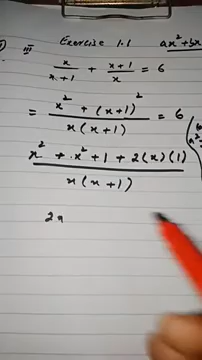 iii Exercise 1.1 ax² + bx
x/x+1 + x+1/x = 6
= x² + (x+1)²/x(x+1) = 6
x² + x² + 1 + 2(x)(1)/x(x+1)
2x